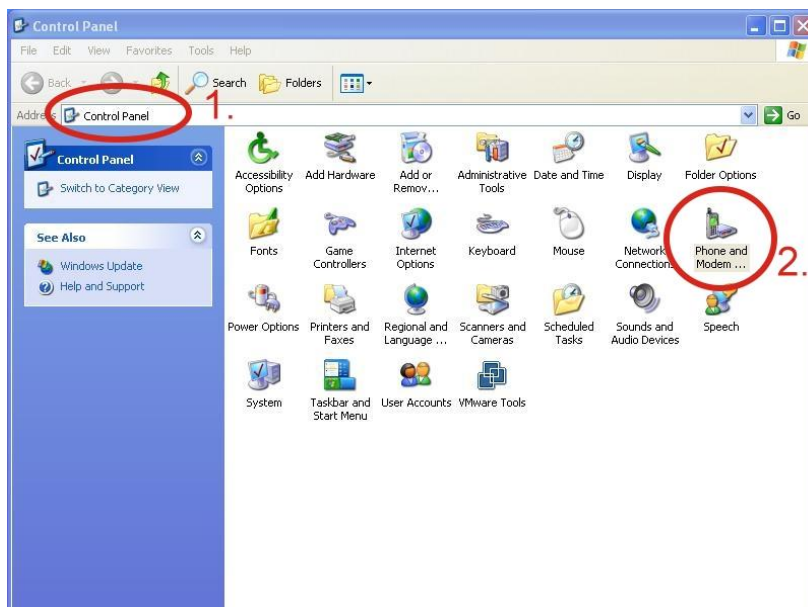 Control Panel
File Edit View Favorites Tools Help
Back Search Folders
Address Control Panel Go
1.
Control Panel
Switch to Category View
See Also
Windows Update
Help and Support
Accessibility Options
Add Hardware
Add or Remov...
Administrative Tools
Date and Time
Display
Folder Options
Fonts
Game Controllers
Internet Options
Keyboard
Mouse
Network Connections
Phone and Modem ...
2.
Power Options
Printers and Faxes
Regional and Language ...
Scanners and Cameras
Scheduled Tasks
Sounds and Audio Devices
Speech
System
Taskbar and Start Menu
User Accounts
VMware Tools